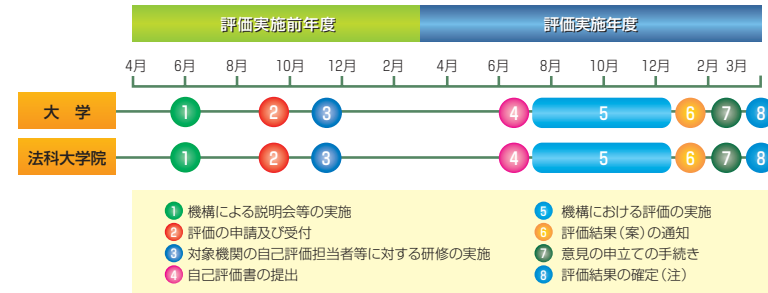 評価実施前年度 評価実施年度
4月 6月 8月 10月 12月 2月 4月 6月 8月 10月 12月 2月 3月
大 学 1 2 3 4 5 6 7 8
法科大学院 1 2 3 4 5 6 7 8
1 機構による説明会等の実施
2 評価の申請及び受付
3 対象機関の自己評価担当者等に対する研修の実施
4 自己評価書の提出
5 機構における評価の実施
6 評価結果(案)の通知
7 意見の申立ての手続き
8 評価結果の確定(注)